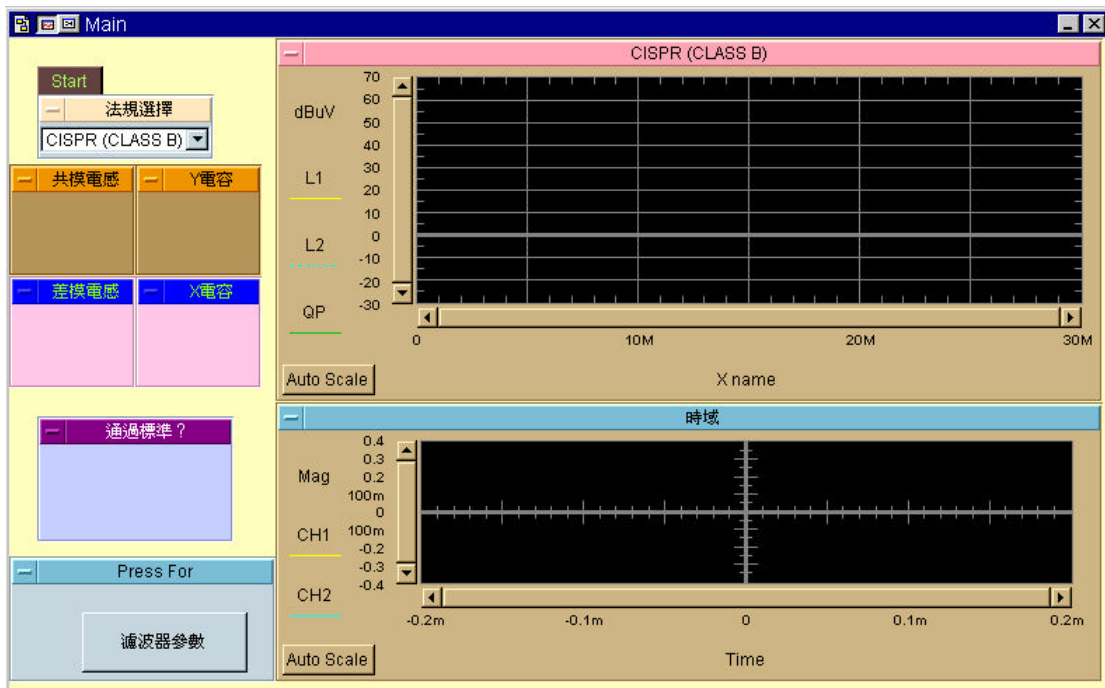 Main
Start
法規選擇
CISPR (CLASS B)
共模電感
Y電容
差模電感
X電容
通過標準？
Press For
濾波器參數
CISPR (CLASS B)
dBuV
L1
L2
QP
70
60
50
40
30
20
10
0
-10
-20
-30
0 10M 20M 30M
Auto Scale
X name
時域
Mag
CH1
CH2
0.4
0.3
0.2
100m
0
100m
-0.2
-0.3
-0.4
-0.2m -0.1m 0 0.1m 0.2m
Auto Scale
Time